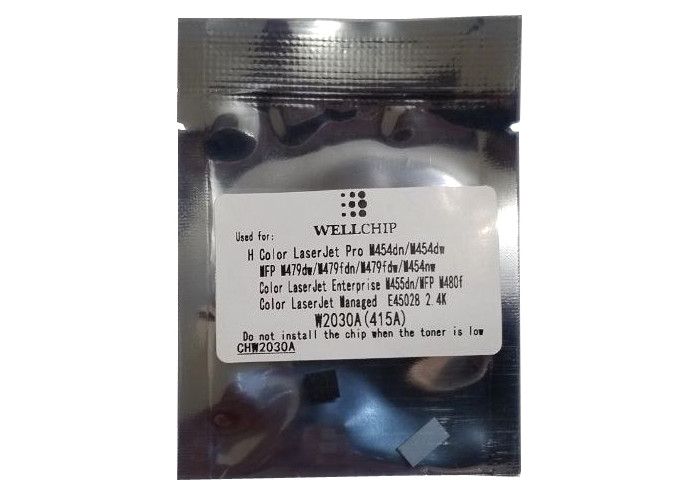 WELLCHIP
Used for:
H Color LaserJet Pro M454dn/M454dw
MFP M479dw/M479fdn/M479fdw/M454nw
Color LaserJet Enterprise M455dn/MFP M480f
Color LaserJet Managed E45028 2.4K
W2030A(415A)
Do not install the chip when the toner is low
CHW2030A